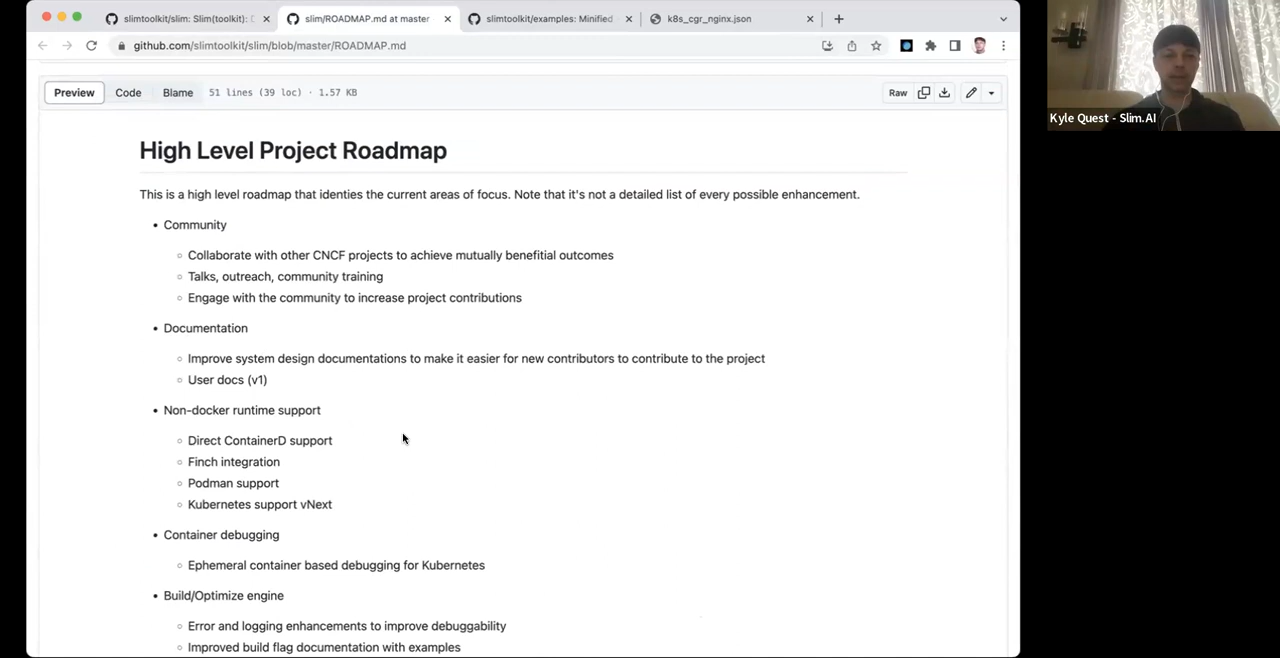 slimtoolkit/slim: Slim(toolkit):
slim/ROADMAP.md at master
slimtoolkit/examples: Minified
k8s_cgr_nginx.json
github.com/slimtoolkit/slim/blob/master/ROADMAP.md
Preview
Code
Blame
51 lines (39 loc) · 1.57 KB
Raw
High Level Project Roadmap
This is a high level roadmap that identies the current areas of focus. Note that it's not a detailed list of every possible enhancement.
• Community
○ Collaborate with other CNCF projects to achieve mutually benefitial outcomes
○ Talks, outreach, community training
○ Engage with the community to increase project contributions
• Documentation
○ Improve system design documentations to make it easier for new contributors to contribute to the project
○ User docs (v1)
• Non-docker runtime support
○ Direct ContainerD support
○ Finch integration
○ Podman support
○ Kubernetes support vNext
• Container debugging
○ Ephemeral container based debugging for Kubernetes
• Build/Optimize engine
○ Error and logging enhancements to improve debuggability
○ Improved build flag documentation with examples
Kyle Quest - Slim.AI